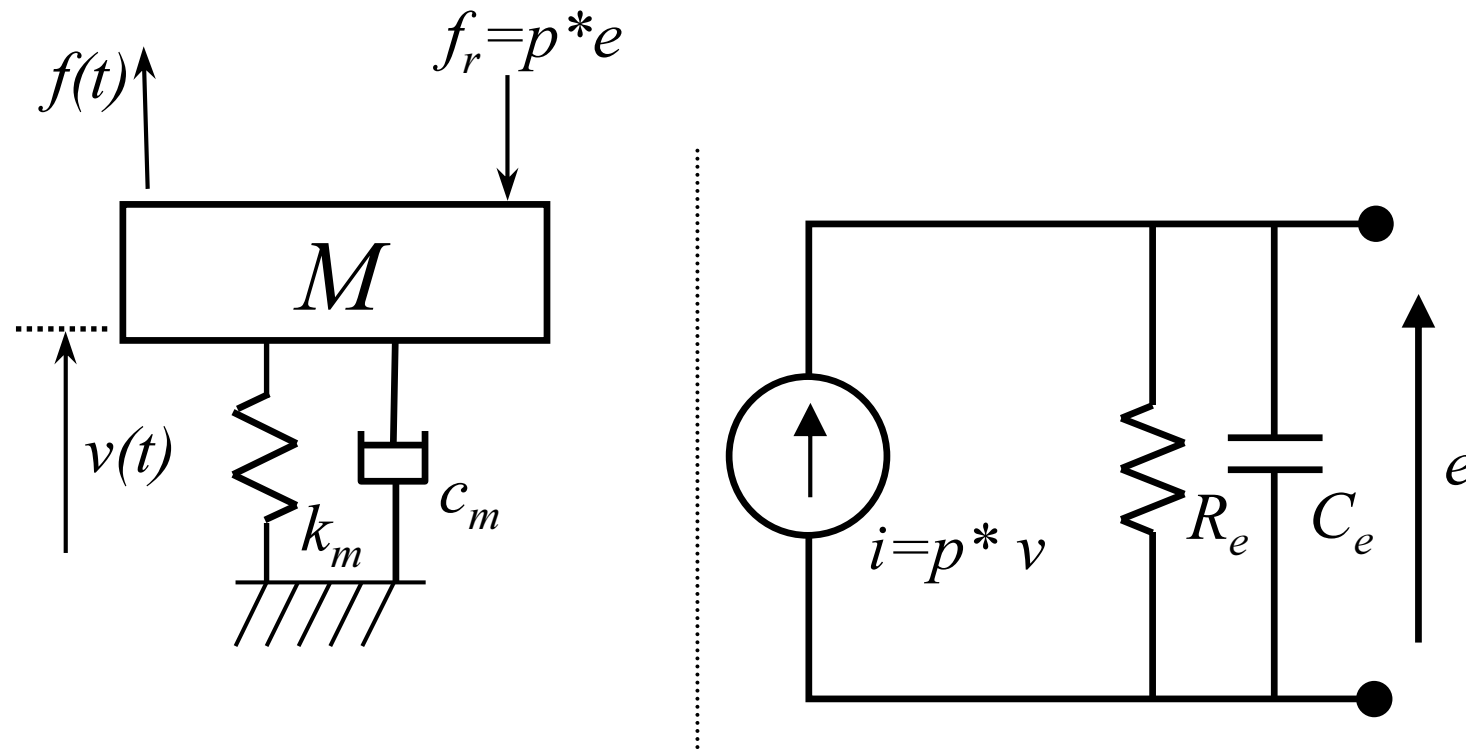 f(t)
f_r=p*e
M
v(t)
k_m
c_m
i=p* v
R_e
C_e
e